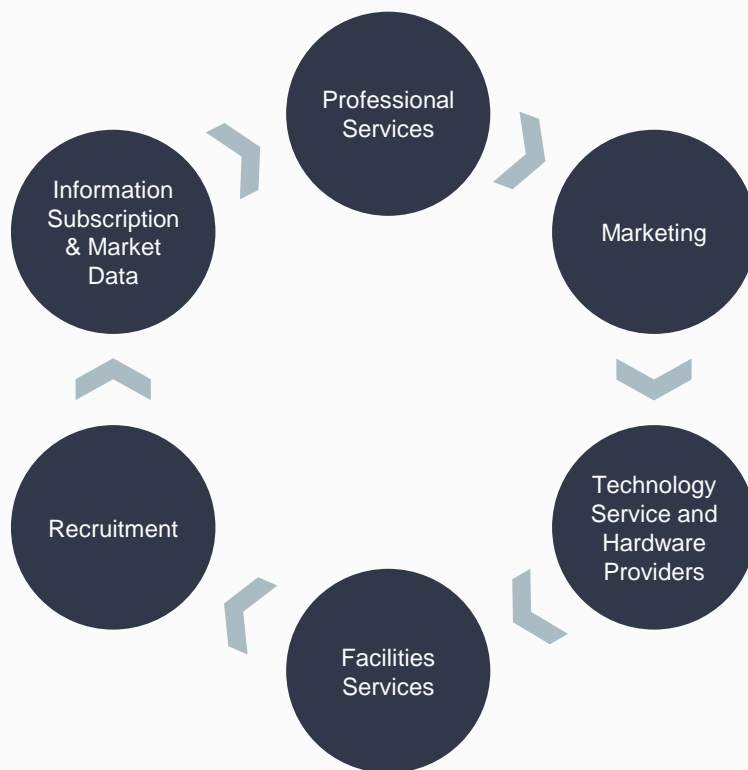 Professional
Services
Marketing
Technology
Service and
Hardware
Providers
Facilities
Services
Recruitment
Information
Subscription
& Market
Data